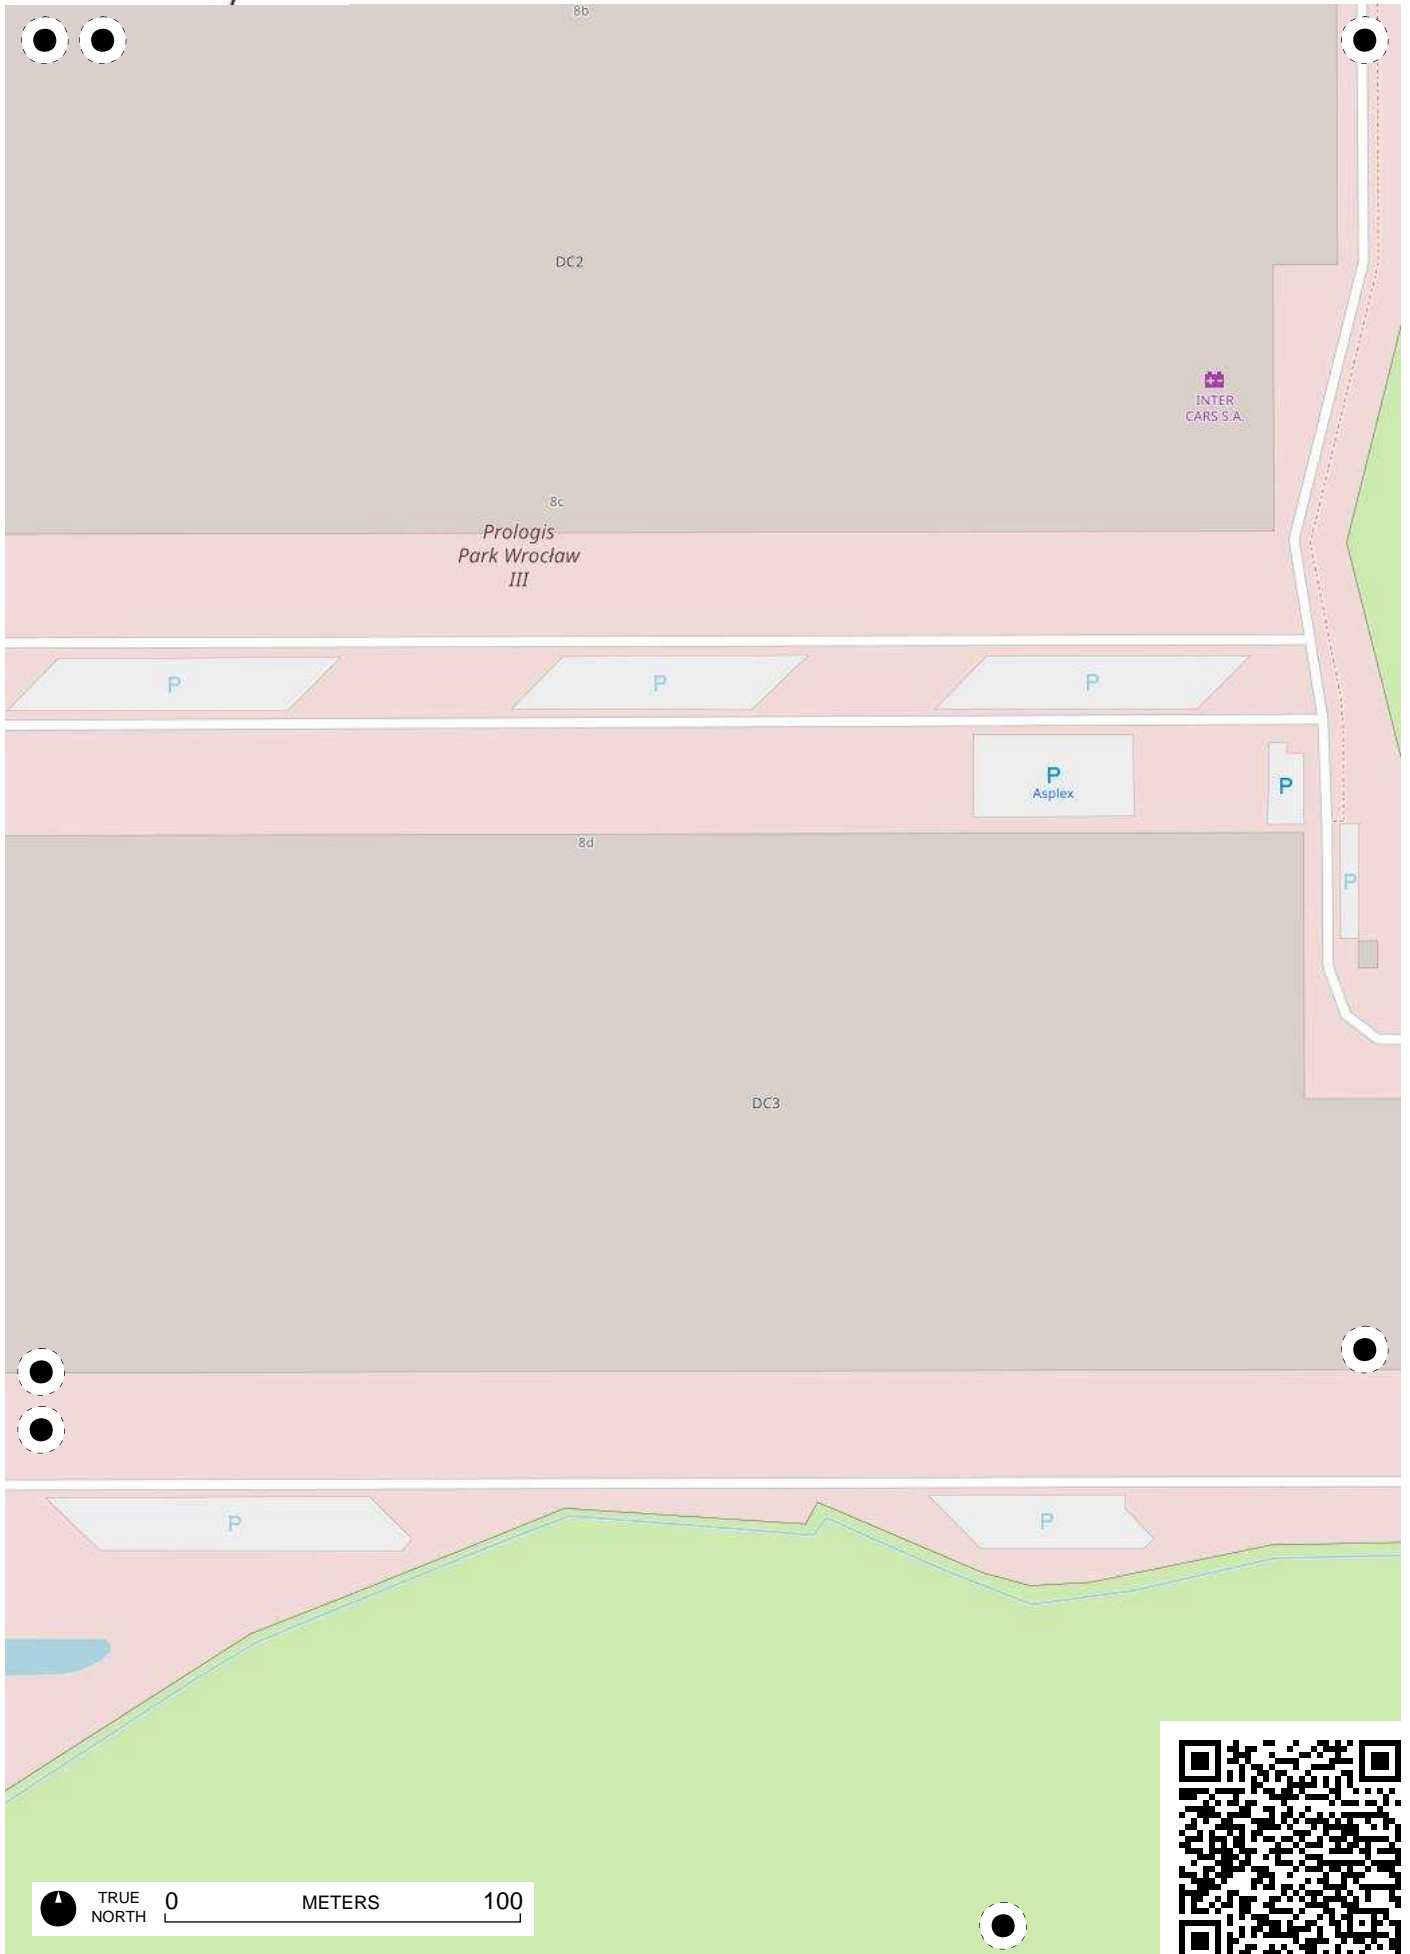 8b
DC2
INTER
CARS S.A.
8c
Prologis
Park Wrocław
III
P
P
P
P
Asplex
P
8d
P
DC3
P
P
TRUE
NORTH
0
METERS
100